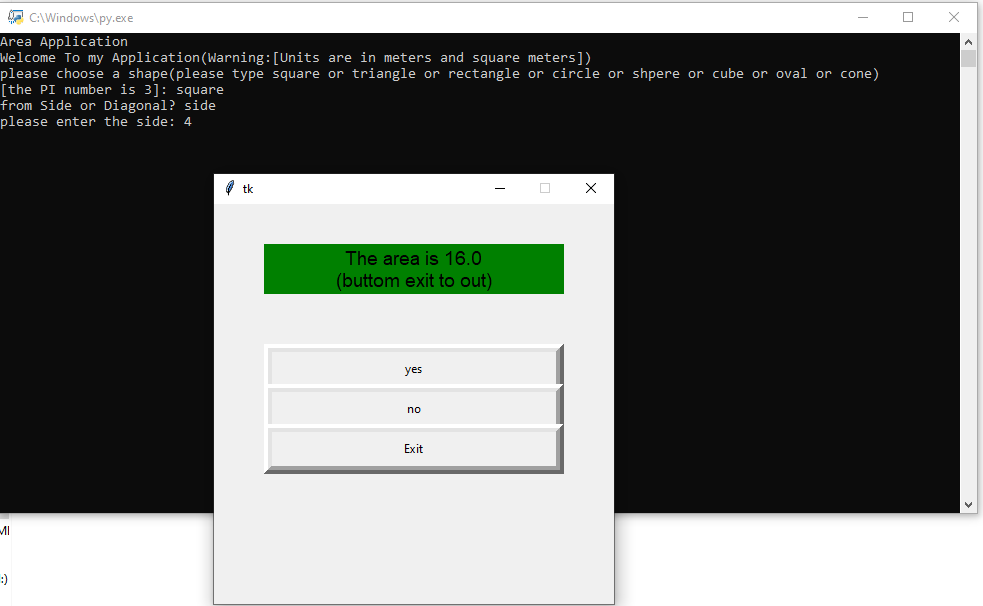 C:\Windows\py.exe
Area Application
Welcome To my Application(Warning:[Units are in meters and square meters])
please choose a shape(please type square or triangle or rectangle or circle or shpere or cube or oval or cone)
[the PI number is 3]: square
from Side or Diagonal? side
please enter the side: 4
tk
The area is 16.0
(buttom exit to out)
yes
no
Exit
:)